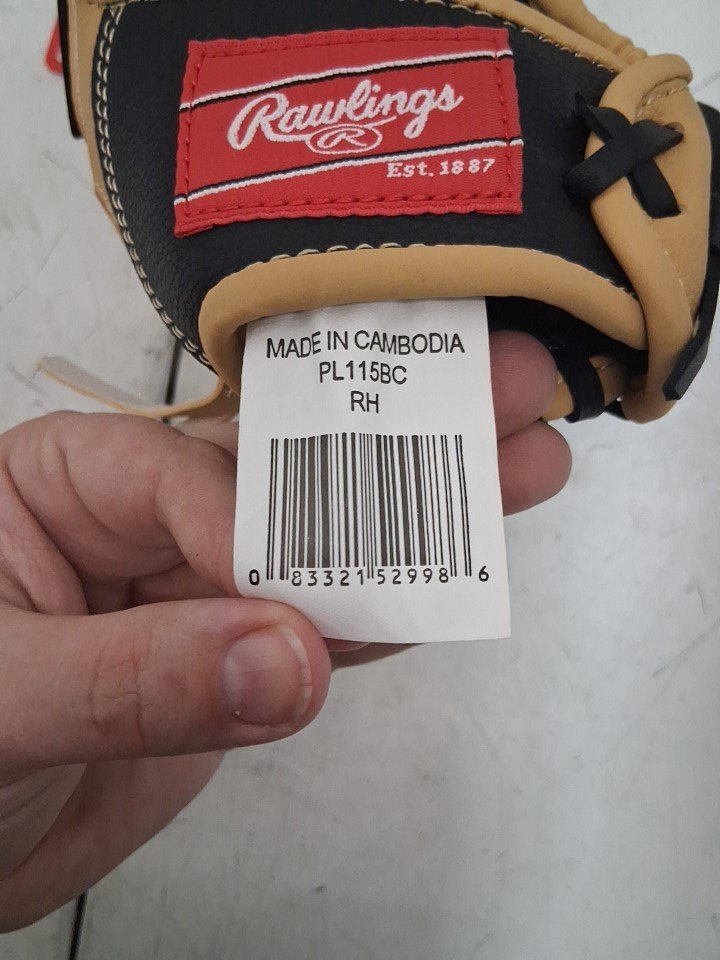 Rawlings
R
Est. 1887
MADE IN CAMBODIA
PL115BC
RH
0 83321 52998 6